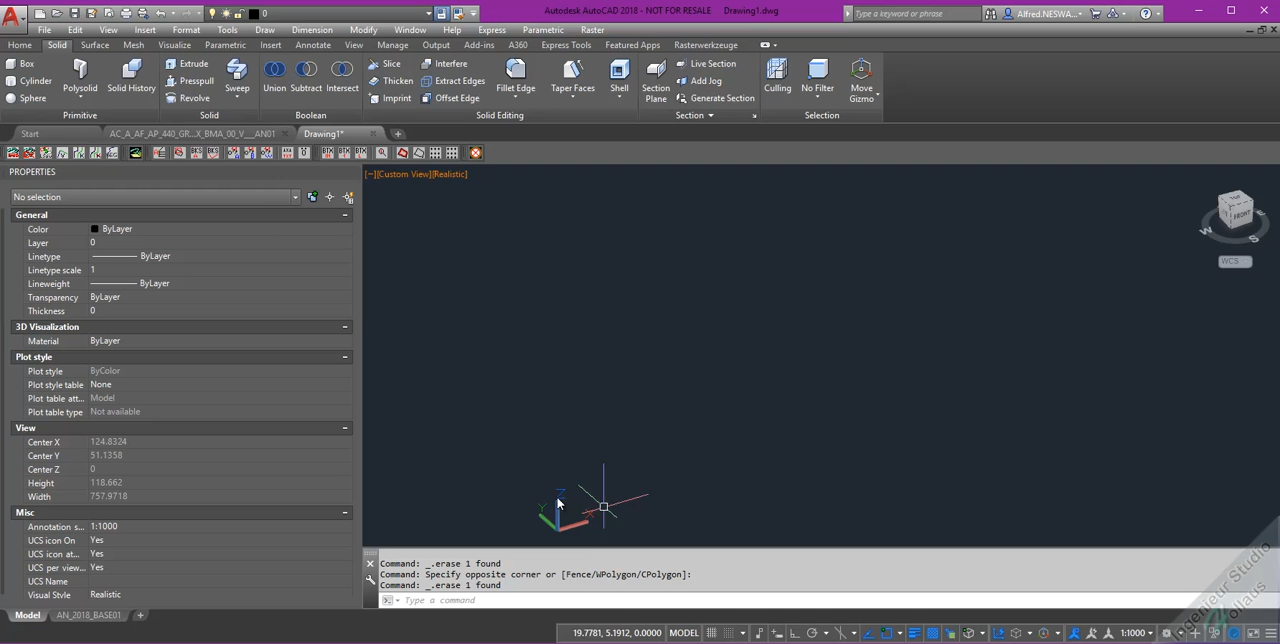 Autodesk AutoCAD 2018 - NOT FOR RESALE Drawing1.dwg
Type a keyword or phrase
Alfred.NESWA...
File Edit View Insert Format Tools Draw Dimension Modify Window Help Express Parametric Raster
Home Solid Surface Mesh Visualize Parametric Insert Annotate View Manage Output Add-ins A360 Express Tools Featured Apps Rasterwerkzeuge
Box
Cylinder
Sphere
Polysolid
Solid History
Extrude
Presspull
Revolve
Sweep
Union
Subtract
Intersect
Slice
Thicken
Imprint
Interfere
Extract Edges
Offset Edge
Fillet Edge
Taper Faces
Shell
Section
Plane
Live Section
Add Jog
Generate Section
Culling
No Filter
Move
Gizmo
Primitive
Solid
Boolean
Solid Editing
Section
Selection
Start
AC_A_AF_AP_440_GR...X_BMA_00_V__AN01
Drawing1*
PROPERTIES
No selection
General
Color ByLayer
Layer 0
Linetype ByLayer
Linetype scale 1
Lineweight ByLayer
Transparency ByLayer
Thickness 0
3D Visualization
Material ByLayer
Plot style
Plot style ByColor
Plot style table None
Plot table att... Model
Plot table type Not available
View
Center X 124.8324
Center Y 51.1358
Center Z 0
Height 118.662
Width 757.9718
Misc
Annotation s... 1:1000
UCS icon On Yes
UCS icon at... Yes
UCS per view... Yes
UCS Name
Visual Style Realistic
[−][Custom View][Realistic]
TOP
FRONT
W
S
E
WCS
Z
Y
X
Command: _.erase 1 found
Command: Specify opposite corner or [Fence/WPolygon/CPolygon]:
Command: _.erase 1 found
Type a command
Model AN_2018_BASE01
19.7781, 5.1912, 0.0000 MODEL
1:1000
Ingenieur Studio
Hollaus